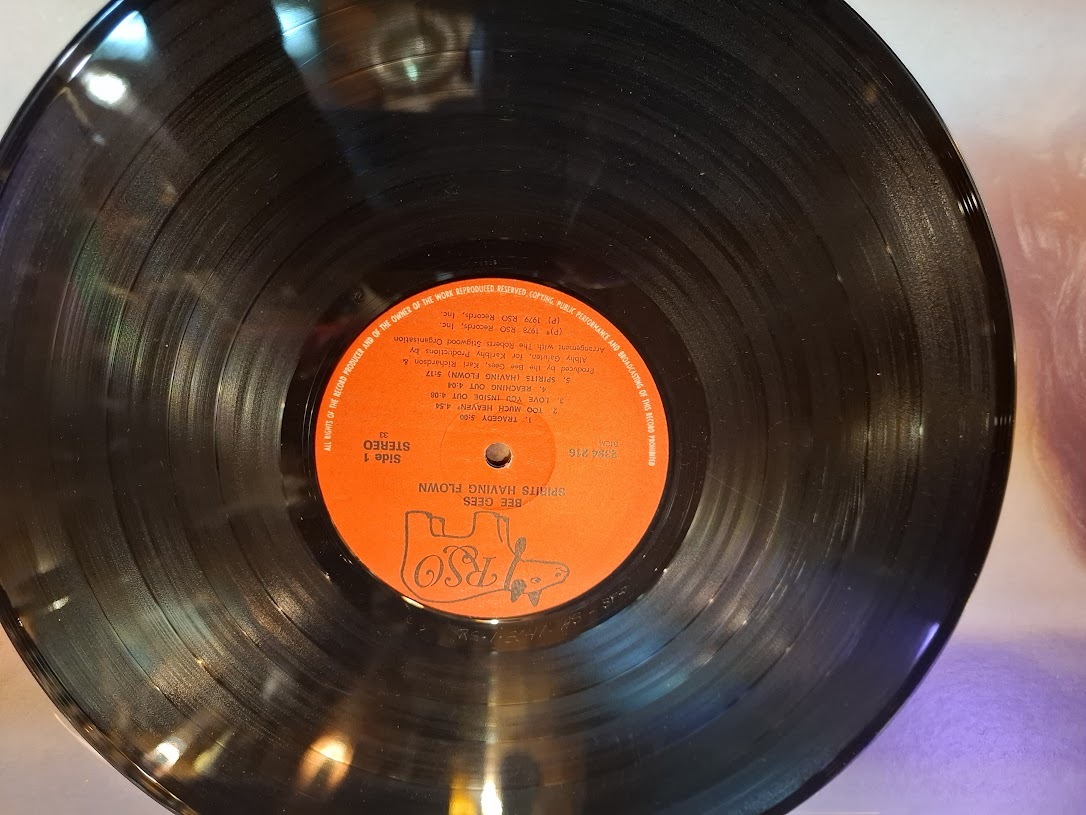 RSO
BEE GEES
SPIRITS HAVING FLOWN
Side 1
STEREO
33
2394 216
1. TRAGEDY 5:00
2 TOO MUCH HEAVEN* 4.54
3. LOVE YOU INSIDE OUT 4:08
4. REACHING OUT 4:04
5. SPIRITS (HAVING FLOWN) 5:17
Produced by the Bee, Gees, Karl, Richardson &
Alby Galuten, for Karlbhy Productions by
Arrangement with The Roberts Stigwood Organisation
(P)* 1978 RSO Records, Inc.
(P) 1979 RSO Records, Inc.
ALL RIGHTS OF THE RECORD PRODUCER AND OF THE OWNER OF THE WORK REPRODUCED RESERVED COPYING, PUBLIC PERFORMANCE AND BROADCASTING OF THIS RECORD PROHIBITED